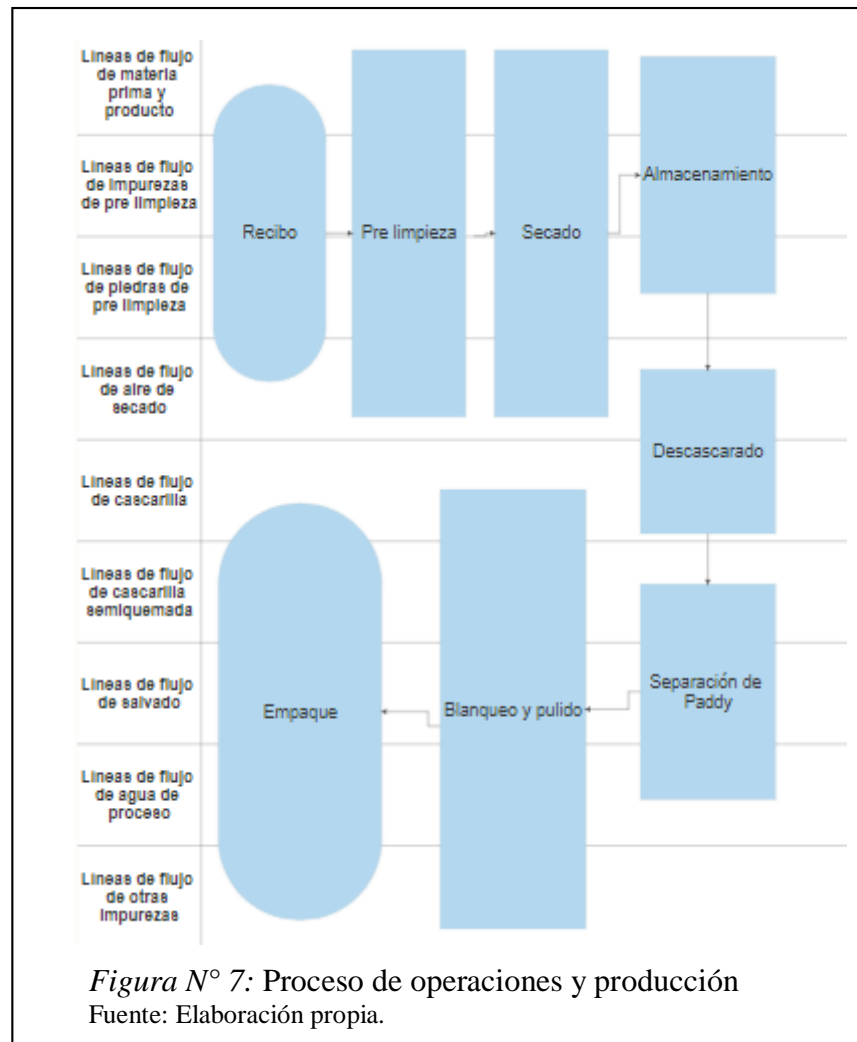 Líneas de flujo
de materia
prima y
producto
Líneas de flujo
de impurezas
de pre limpieza
Líneas de flujo
de piedras de
pre limpieza
Líneas de flujo
de aire de
secado
Líneas de flujo
de cascarilla
Líneas de flujo
de cascarilla
semiquemada
Líneas de flujo
de salvado
Líneas de flujo
de agua de
proceso
Líneas de flujo
de otras
impurezas
Recibo
Pre limpieza
Secado
Almacenamiento
Descascarado
Separación de
Paddy
Blanqueo y pulido
Empaque
Figura N° 7: Proceso de operaciones y producción
Fuente: Elaboración propia.